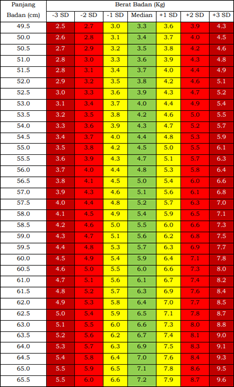 Panjang Badan (cm) Berat Badan (Kg)
-3 SD -2 SD -1 SD Median +1 SD +2 SD +3 SD
49.5 2.5 2.7 3.0 3.3 3.6 3.9 4.3
50.0 2.6 2.8 3.1 3.4 3.7 4.0 4.5
50.5 2.7 2.9 3.2 3.5 3.8 4.2 4.6
51.0 2.8 3.0 3.3 3.6 3.9 4.3 4.8
51.5 2.8 3.1 3.4 3.7 4.0 4.4 4.9
52.0 2.9 3.2 3.5 3.8 4.2 4.6 5.1
52.5 3.0 3.3 3.6 3.9 4.3 4.7 5.2
53.0 3.1 3.4 3.7 4.0 4.4 4.9 5.4
53.5 3.2 3.5 3.8 4.2 4.6 5.0 5.5
54.0 3.3 3.6 3.9 4.3 4.7 5.2 5.7
54.5 3.4 3.7 4.0 4.4 4.8 5.3 5.9
55.0 3.5 3.8 4.2 4.5 5.0 5.5 6.1
55.5 3.6 3.9 4.3 4.7 5.1 5.7 6.3
56.0 3.7 4.0 4.4 4.8 5.3 5.8 6.4
56.5 3.8 4.1 4.5 5.0 5.4 6.0 6.6
57.0 3.9 4.3 4.6 5.1 5.6 6.1 6.8
57.5 4.0 4.4 4.8 5.2 5.7 6.3 7.0
58.0 4.1 4.5 4.9 5.4 5.9 6.5 7.1
58.5 4.2 4.6 5.0 5.5 6.0 6.6 7.3
59.0 4.3 4.7 5.1 5.6 6.2 6.8 7.5
59.5 4.4 4.8 5.3 5.7 6.3 6.9 7.7
60.0 4.5 4.9 5.4 5.9 6.4 7.1 7.8
60.5 4.6 5.0 5.5 6.0 6.6 7.3 8.0
61.0 4.7 5.1 5.6 6.1 6.7 7.4 8.2
61.5 4.8 5.2 5.7 6.3 6.9 7.6 8.4
62.0 4.9 5.3 5.8 6.4 7.0 7.7 8.5
62.5 5.0 5.4 5.9 6.5 7.1 7.8 8.7
63.0 5.1 5.5 6.0 6.6 7.3 8.0 8.8
63.5 5.2 5.6 6.2 6.7 7.4 8.1 9.0
64.0 5.3 5.7 6.3 6.9 7.5 8.3 9.1
64.5 5.4 5.8 6.4 7.0 7.6 8.4 9.3
65.5 5.5 5.9 6.5 7.1 7.8 8.6 9.5
65.5 5.5 6.0 6.6 7.2 7.9 8.7 9.6